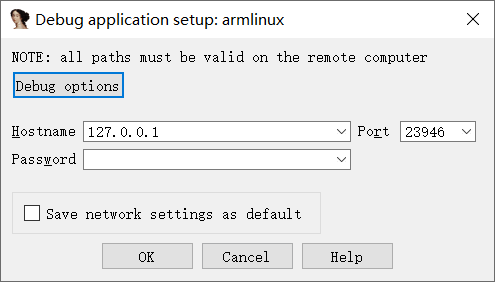 Debug application setup: armlinux
NOTE: all paths must be valid on the remote computer
Debug options
Hostname 127.0.0.1 Port 23946
Password
Save network settings as default
OK Cancel Help